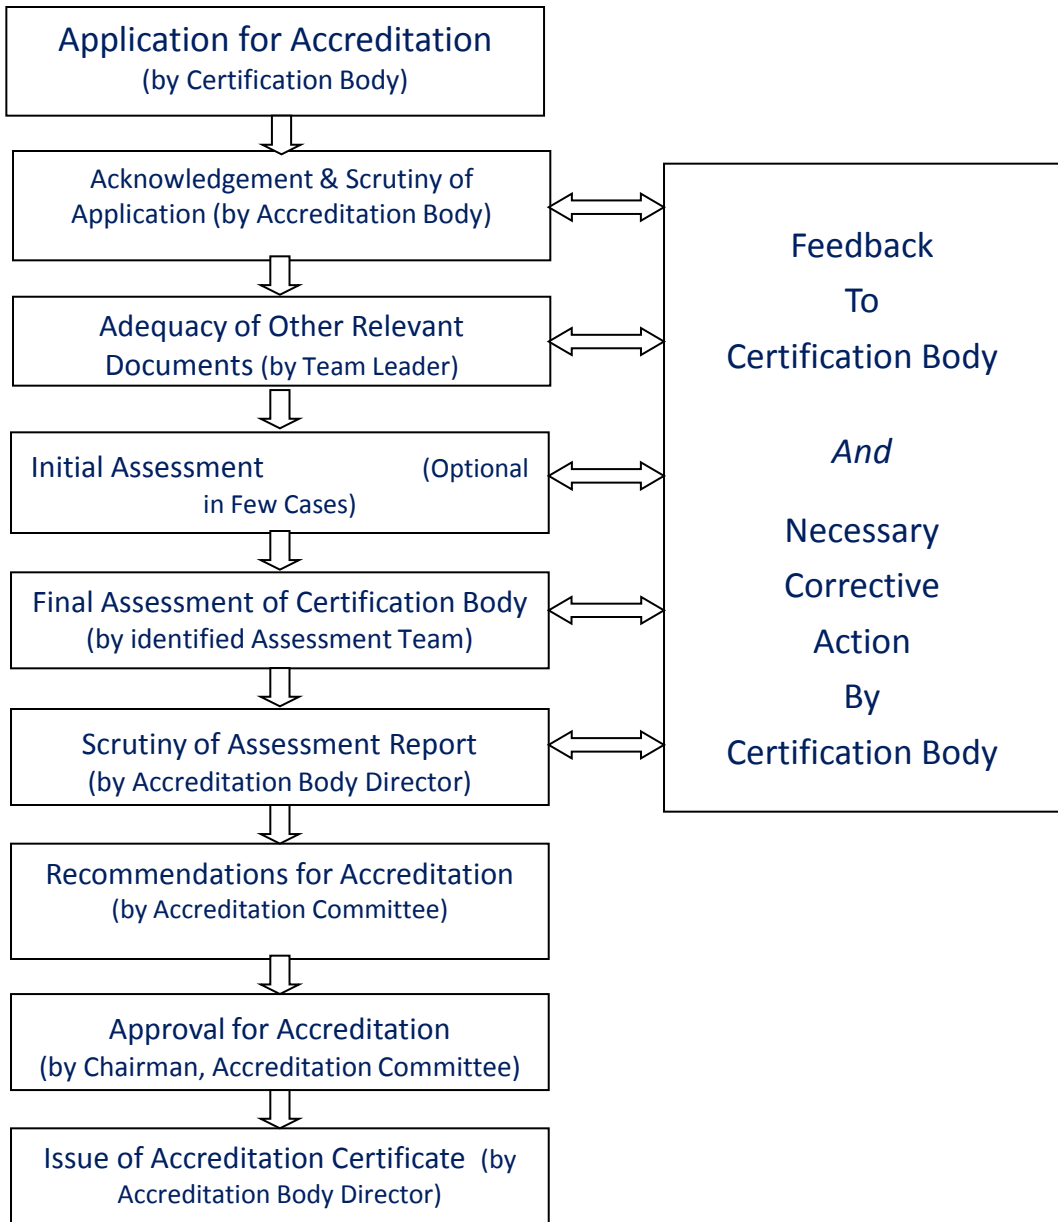 Application for Accreditation
(by Certification Body)
Acknowledgement & Scrutiny of
Application (by Accreditation Body)
Adequacy of Other Relevant
Documents (by Team Leader)
Initial Assessment (Optional
in Few Cases)
Final Assessment of Certification Body
(by identified Assessment Team)
Scrutiny of Assessment Report
(by Accreditation Body Director)
Recommendations for Accreditation
(by Accreditation Committee)
Approval for Accreditation
(by Chairman, Accreditation Committee)
Issue of Accreditation Certificate (by
Accreditation Body Director)
Feedback
To
Certification Body
And
Necessary
Corrective
Action
By
Certification Body